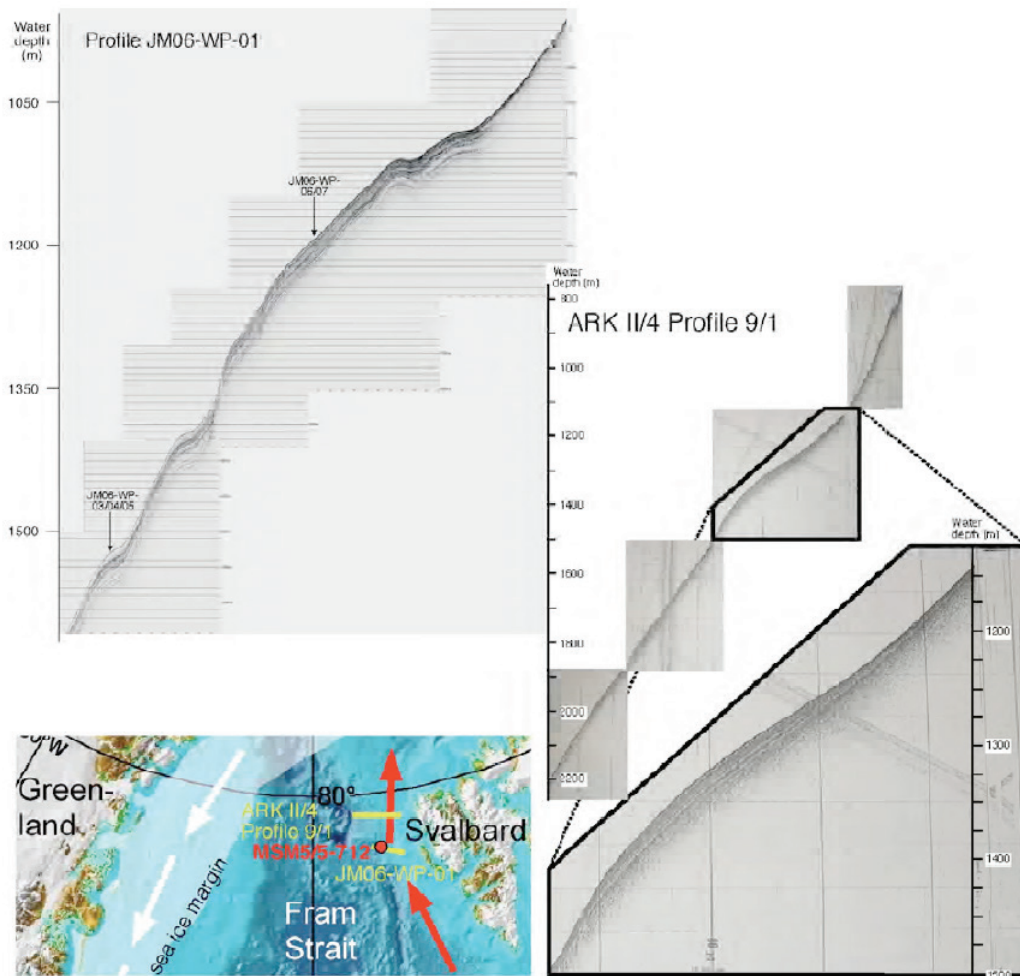 Water
depth
(m)
Profile JM06-WP-01
1050
JM06-WP-
06/07
1200
1350
JM06-WP-
03/04/05
1500
Water
depth (m)
800
ARK II/4 Profile 9/1
1000
1200
1400
1600
1800
2000
2200
Water
depth (m)
1200
1300
1400
1500
Green-
land
80°
ARK II/4
Profile 9/1
Svalbard
MSM5/5-712
JM06-WP-01
Fram
Strait
sea ice margin